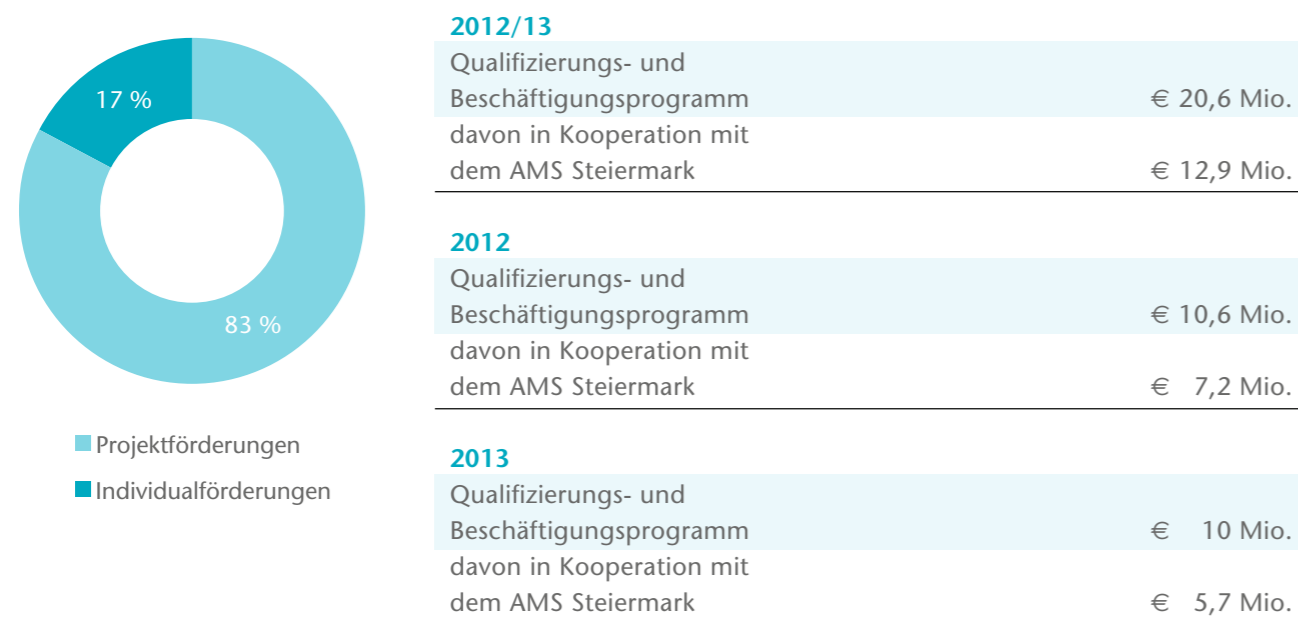 17 %
83 %
Projektförderungen
Individualförderungen
2012/13
Qualifizierungs- und
Beschäftigungsprogramm € 20,6 Mio.
davon in Kooperation mit
dem AMS Steiermark € 12,9 Mio.
2012
Qualifizierungs- und
Beschäftigungsprogramm € 10,6 Mio.
davon in Kooperation mit
dem AMS Steiermark € 7,2 Mio.
2013
Qualifizierungs- und
Beschäftigungsprogramm € 10 Mio.
davon in Kooperation mit
dem AMS Steiermark € 5,7 Mio.